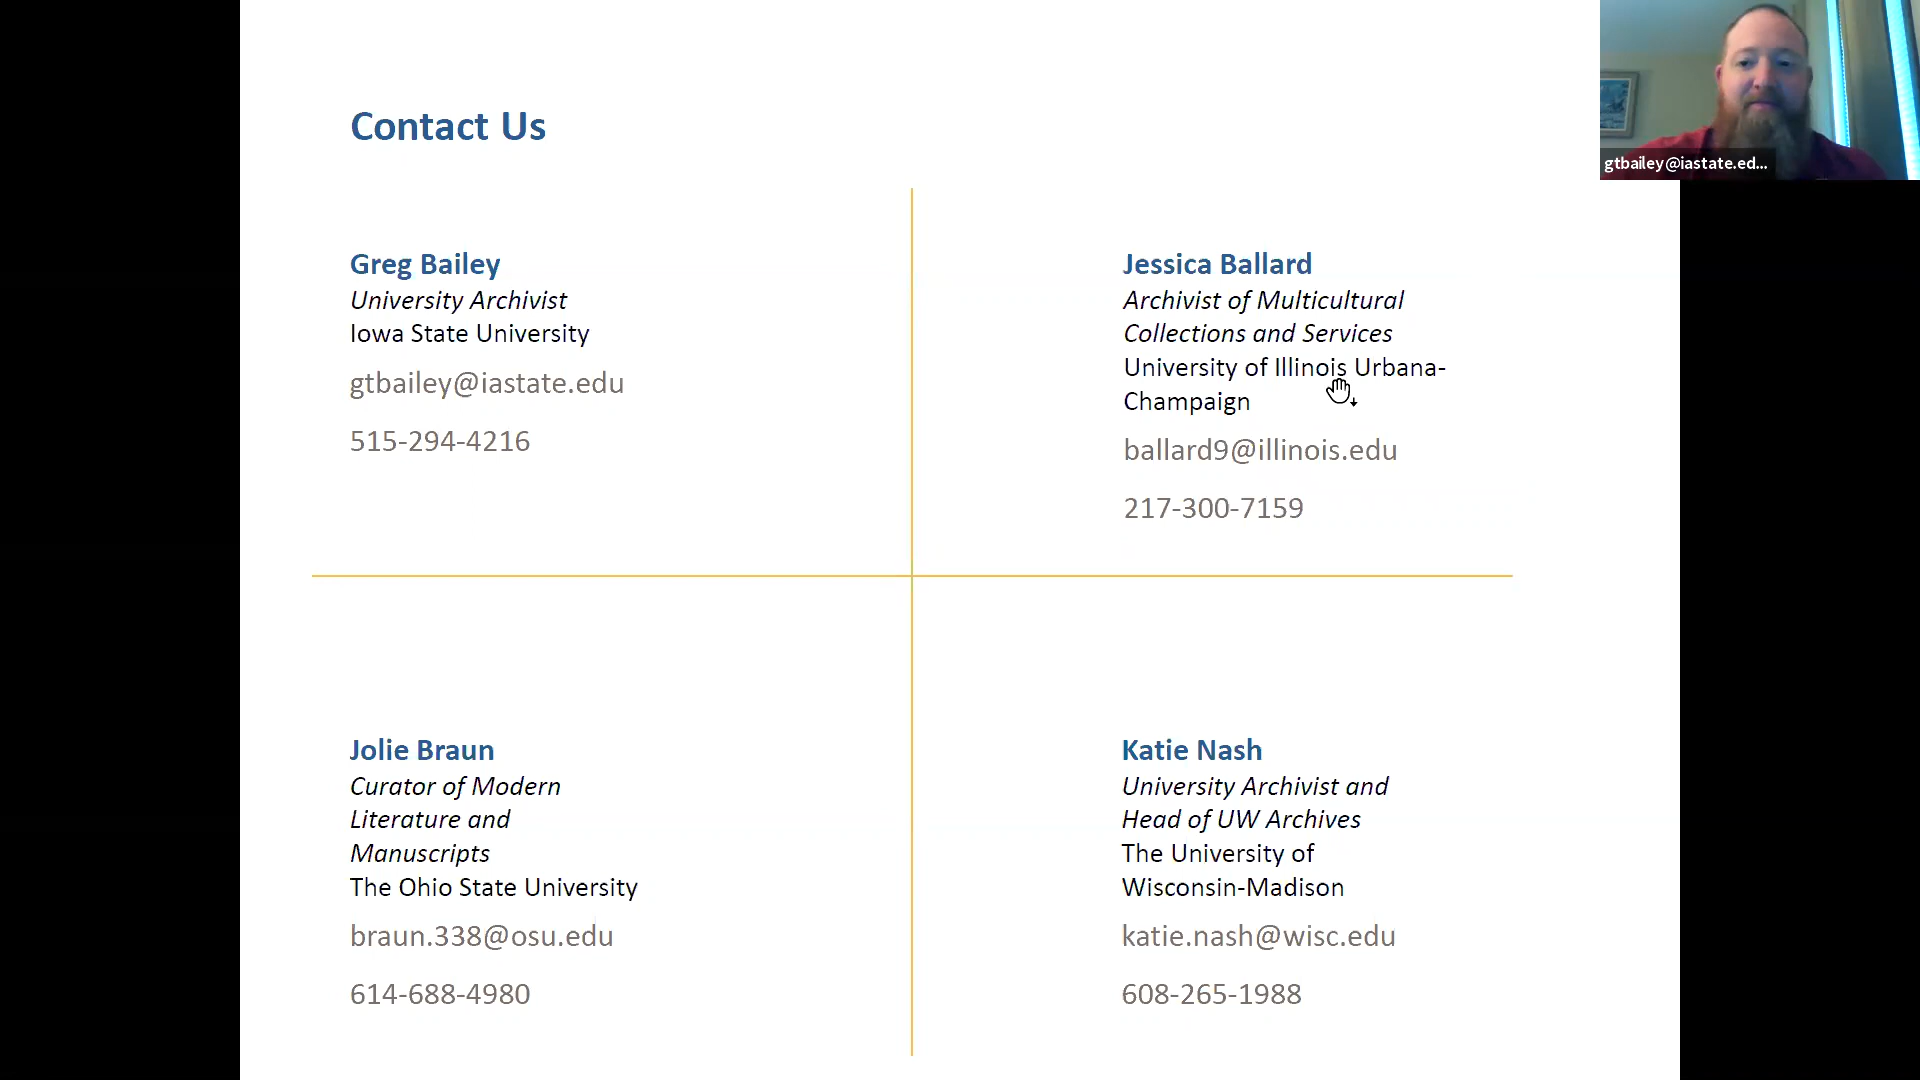 Contact Us
gtbailey@iastate.ed...
Greg Bailey
University Archivist
Iowa State University
gtbailey@iastate.edu
515-294-4216
Jessica Ballard
Archivist of Multicultural
Collections and Services
University of Illinois Urbana-
Champaign
ballard9@illinois.edu
217-300-7159
Jolie Braun
Curator of Modern
Literature and
Manuscripts
The Ohio State University
braun.338@osu.edu
614-688-4980
Katie Nash
University Archivist and
Head of UW Archives
The University of
Wisconsin-Madison
katie.nash@wisc.edu
608-265-1988